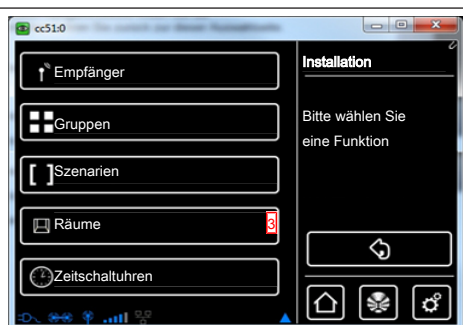 cc51:0
Empfänger
Gruppen
Szenarien
Räume 3
Zeitschaltuhren
Installation
Bitte wählen Sie
eine Funktion